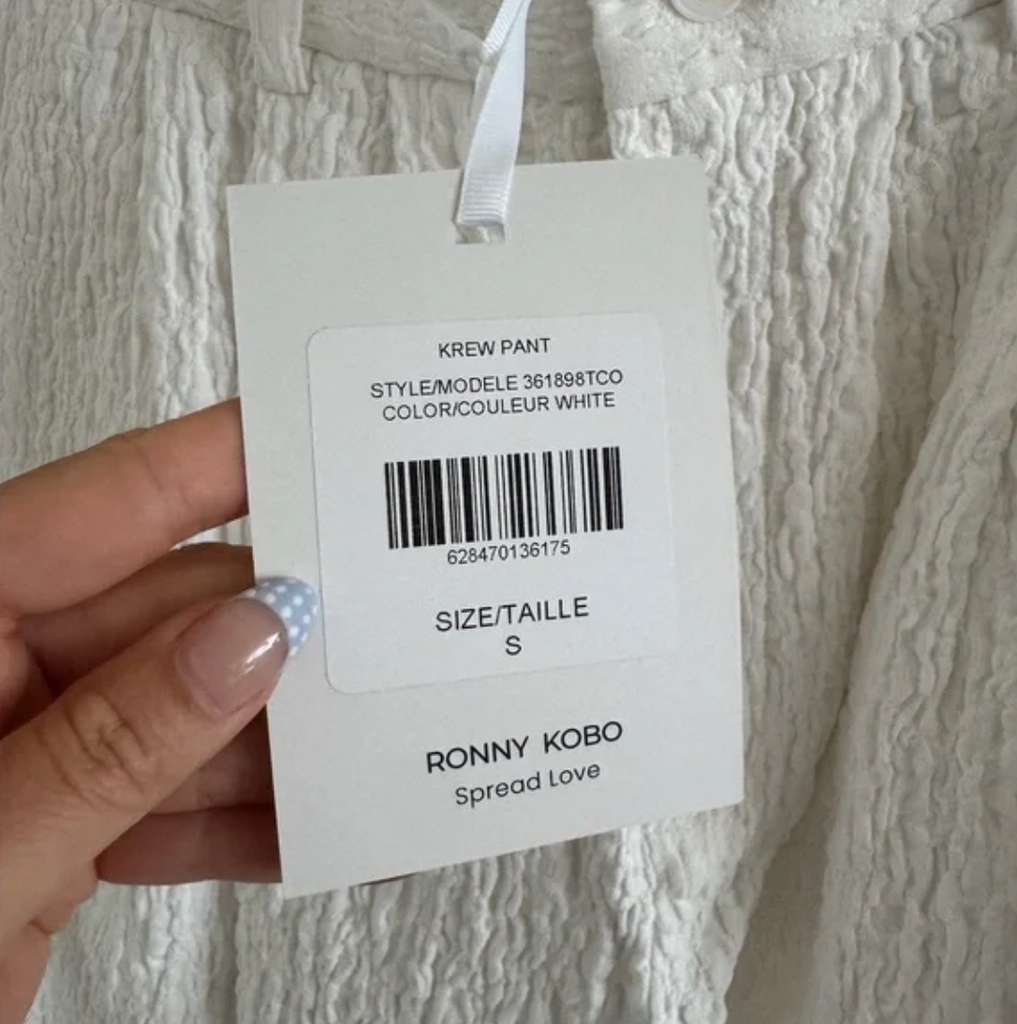 KREW PANT
STYLE/MODELE 361898TCO
COLOR/COULEUR WHITE
628470136175
SIZE/TAILLE
S
RONNY KOBO
Spread Love